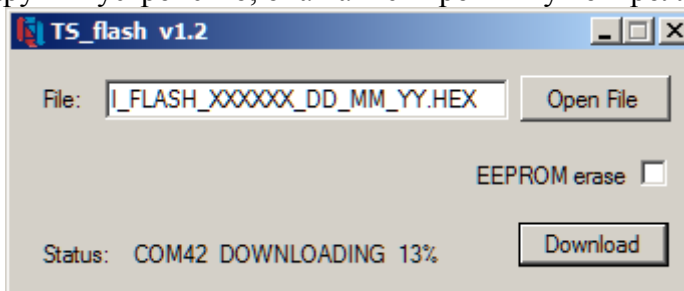 TS_flash v1.2
File: I_FLASH_XXXXXX_DD_MM_YY.HEX Open File
EEPROM erase
Status: COM42 DOWNLOADING 13% Download